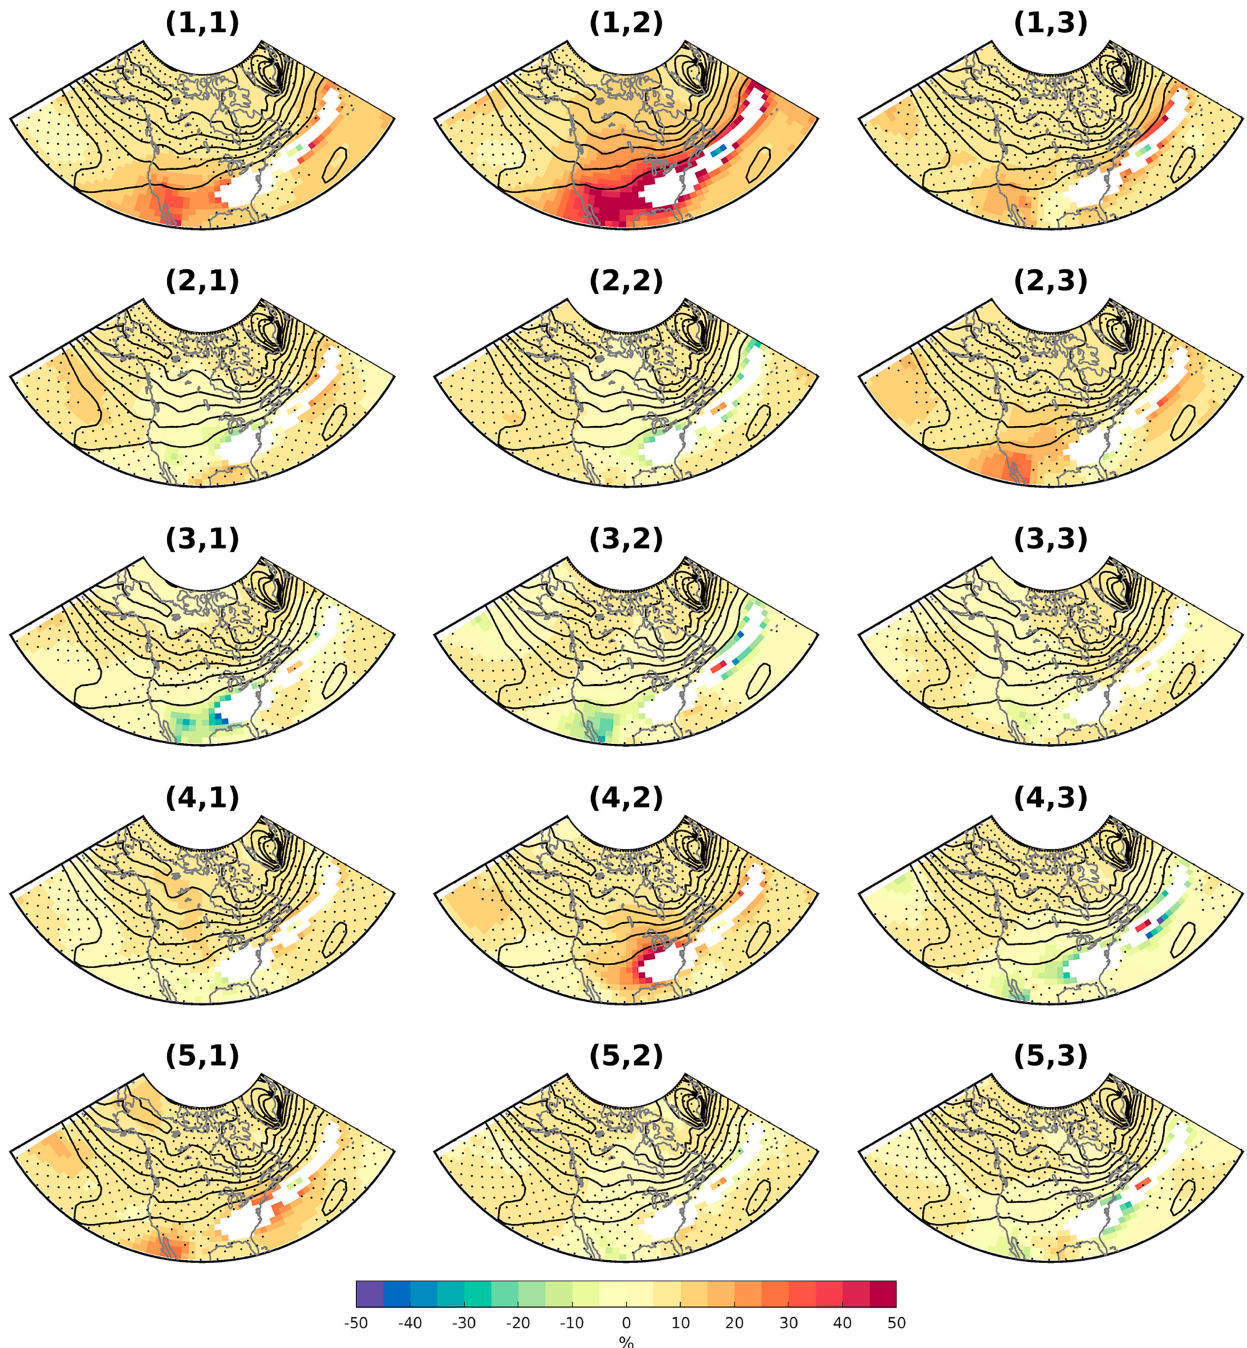 (1,1) (1,2) (1,3)
(2,1) (2,2) (2,3)
(3,1) (3,2) (3,3)
(4,1) (4,2) (4,3)
(5,1) (5,2) (5,3)
-50 -40 -30 -20 -10 0 10 20 30 40 50
%